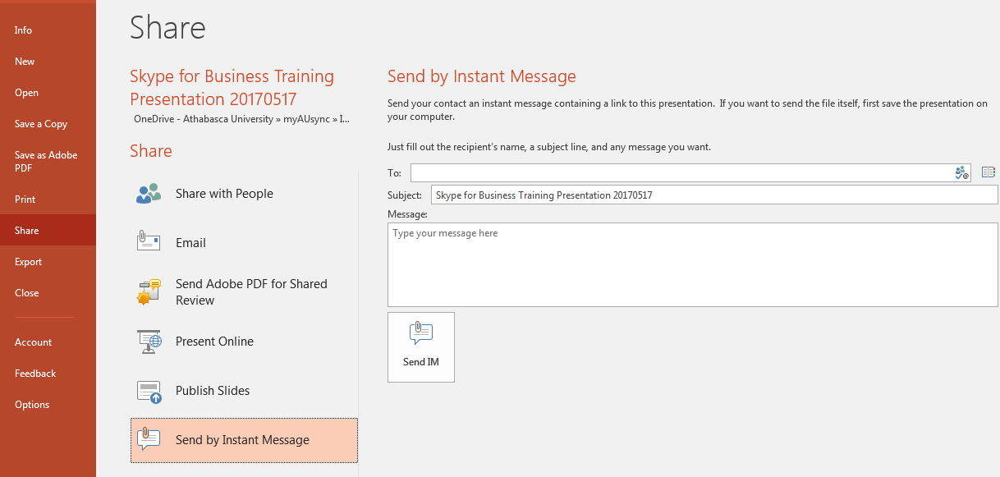 Info
New
Open
Save a Copy
Save as Adobe
PDF
Print
Share
Export
Close
Account
Feedback
Options
Share
Skype for Business Training
Presentation 20170517
OneDrive - Athabasca University » myAUsync » I...
Share
Share with People
Email
Send Adobe PDF for Shared
Review
Present Online
Publish Slides
Send by Instant Message
Send by Instant Message
Send your contact an instant message containing a link to this presentation.  If you want to send the file itself, first save the presentation on
your computer.
Just fill out the recipient's name, a subject line, and any message you want.
To:
Subject: Skype for Business Training Presentation 20170517
Message:
Type your message here
Send IM